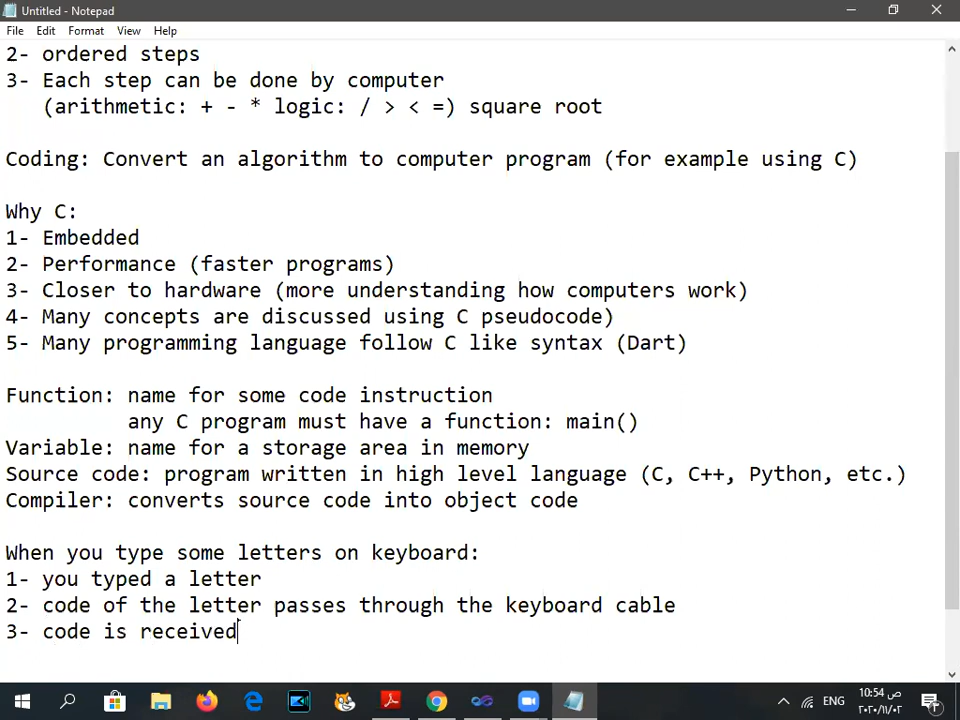 Untitled - Notepad
File Edit Format View Help
2- ordered steps
3- Each step can be done by computer
(arithmetic: + - * logic: / > < =) square root
Coding: Convert an algorithm to computer program (for example using C)
Why C:
1- Embedded
2- Performance (faster programs)
3- Closer to hardware (more understanding how computers work)
4- Many concepts are discussed using C pseudocode)
5- Many programming language follow C like syntax (Dart)
Function: name for some code instruction
any C program must have a function: main()
Variable: name for a storage area in memory
Source code: program written in high level language (C, C++, Python, etc.)
Compiler: converts source code into object code
When you type some letters on keyboard:
1- you typed a letter
2- code of the letter passes through the keyboard cable
3- code is received
ENG
10:54 ص
٢٠٢٠/١١/٠٢